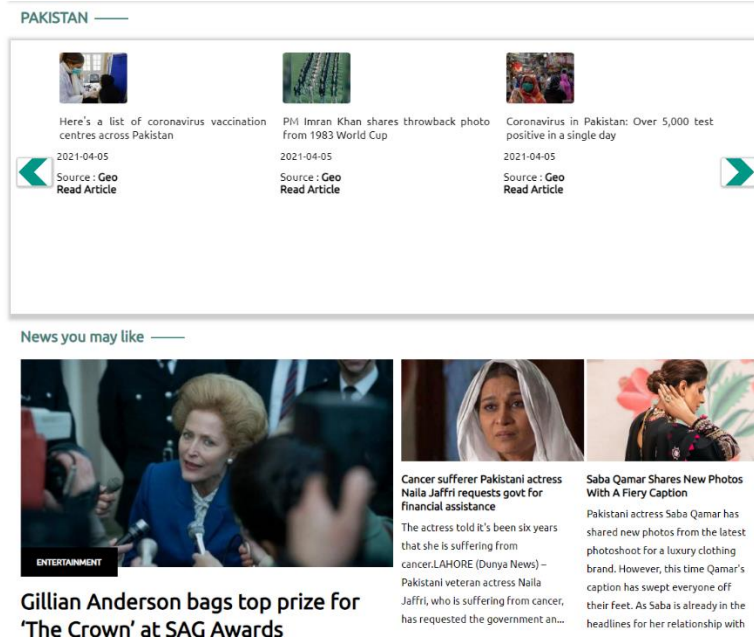 PAKISTAN
Here's a list of coronavirus vaccination
centres across Pakistan
2021-04-05
Source : Geo
Read Article
PM Imran Khan shares throwback photo
from 1983 World Cup
2021-04-05
Source : Geo
Read Article
Coronavirus in Pakistan: Over 5,000 test
positive in a single day
2021-04-05
Source : Geo
Read Article
News you may like
ENTERTAINMENT
Gillian Anderson bags top prize for
‘The Crown’ at SAG Awards
Cancer sufferer Pakistani actress
Naila Jaffri requests govt for
financial assistance
The actress told it's been six years
that she is suffering from
cancer.LAHORE (Dunya News) –
Pakistani veteran actress Naila
Jaffri, who is suffering from cancer,
has requested the government an...
Saba Qamar Shares New Photos
With A Fiery Caption
Pakistani actress Saba Qamar has
shared new photos from the latest
photoshoot for a luxury clothing
brand. However, this time Qamar's
caption has swept everyone off
their feet. As Saba is already in the
headlines for her relationship with